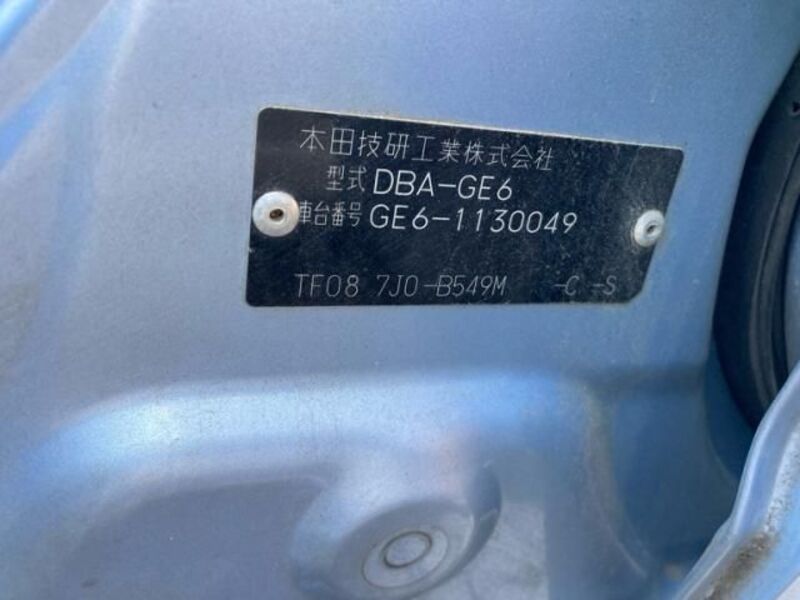 本田技研工業株式会社
型式 DBA-GE6
車台番号 GE6-1130049
TF08 7J0-B549M -C -S